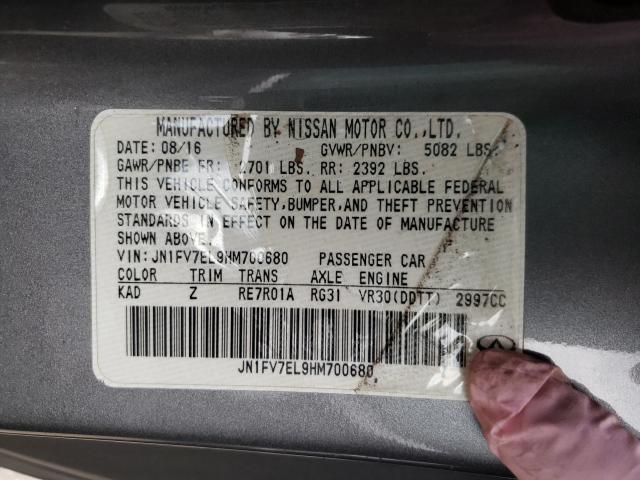 MANUFACTURED BY NISSAN MOTOR CO.,LTD.
DATE: 08/16 GVWR/PNBV: 5082 LBS.
GAWR/PNBE FR: 2701 LBS. RR: 2392 LBS.
THIS VEHICLE CONFORMS TO ALL APPLICABLE FEDERAL
MOTOR VEHICLE SAFETY, BUMPER, AND THEFT PREVENTION
STANDARDS IN EFFECT ON THE DATE OF MANUFACTURE
SHOWN ABOVE.
VIN: JN1FV7EL9HM700680 PASSENGER CAR
COLOR TRIM TRANS AXLE ENGINE
KAD Z RE7R01A RG31 VR30(DDTT) 2997CC
JN1FV7EL9HM700680